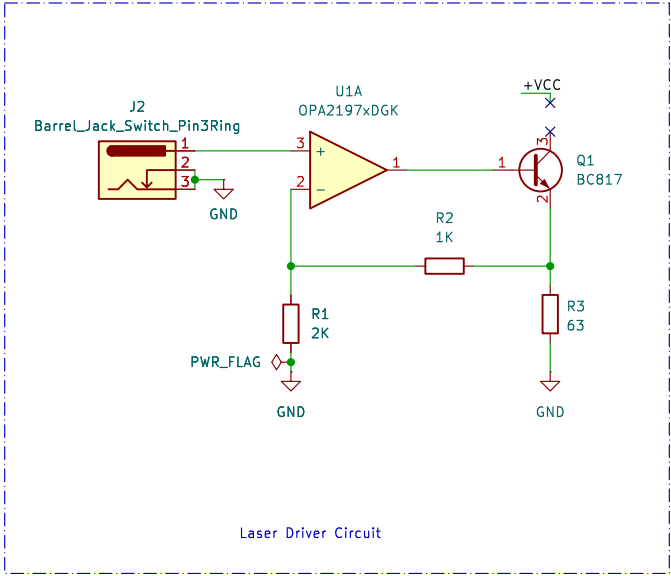 +VCC
U1A
OPA2197xDGK
J2
Barrel_Jack_Switch_Pin3Ring
1
2
3
GND
3
+
2
-
1
1
3
2
Q1
BC817
R2
1K
R1
2K
R3
63
PWR_FLAG
GND
GND
Laser Driver Circuit